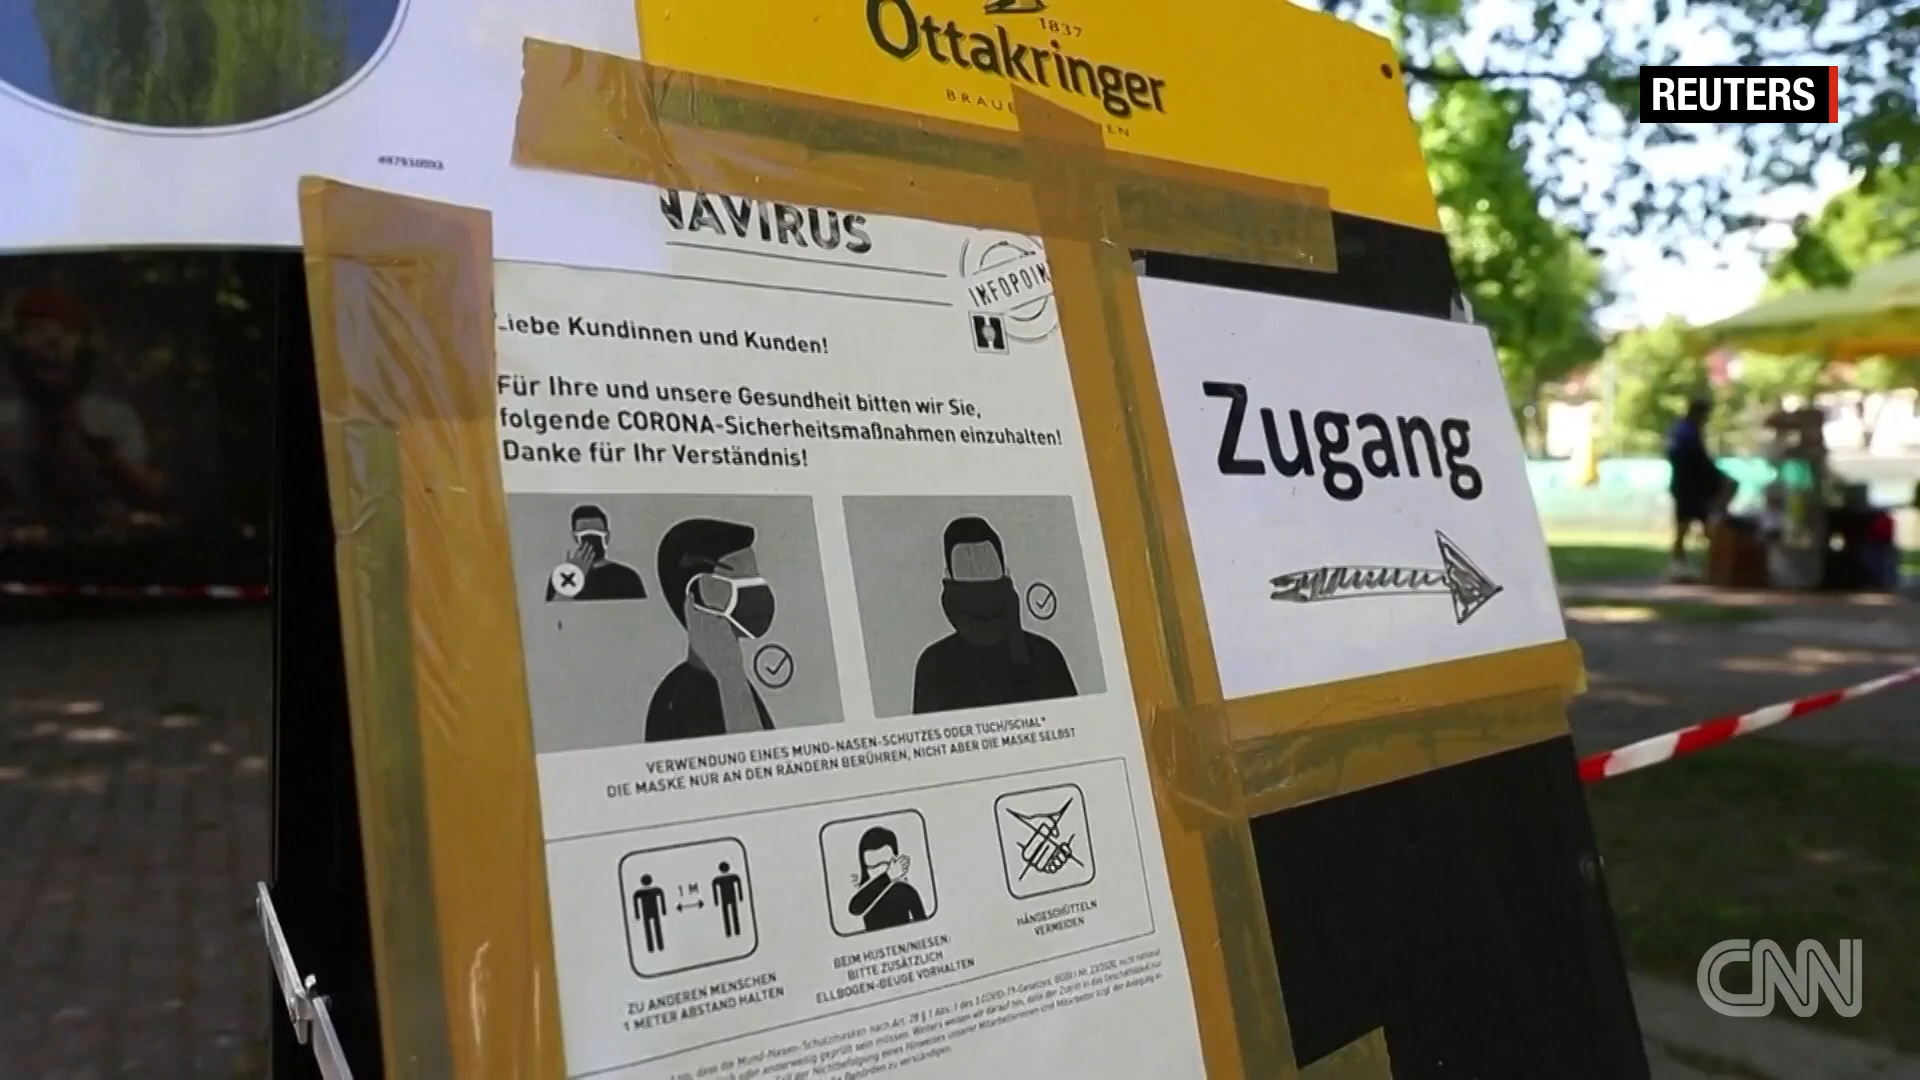 1837
Ottakringer
REUTERS
NAVIRUS
INFOPOIN
Liebe Kundinnen und Kunden!
Für Ihre und unsere Gesundheit bitten wir Sie,
folgende CORONA-Sicherheitsmaßnahmen einzuhalten!
Danke für Ihr Verständnis!
Zugang
VERWENDUNG EINES MUND-NASEN-SCHUTZES ODER TUCH/SCHAL*
DIE MASKE NUR AN DEN RÄNDERN BERÜHREN, NICHT ABER DIE MASKE SELBST
1 M
ZU ANDEREN MENSCHEN
1 METER ABSTAND HALTEN
BEIM HUSTEN/NIESEN:
BITTE ZUSÄTZLICH
ELLBOGEN-BEUGE VORHALTEN
HÄNDESCHÜTTELN
VERMEIDEN
CNN